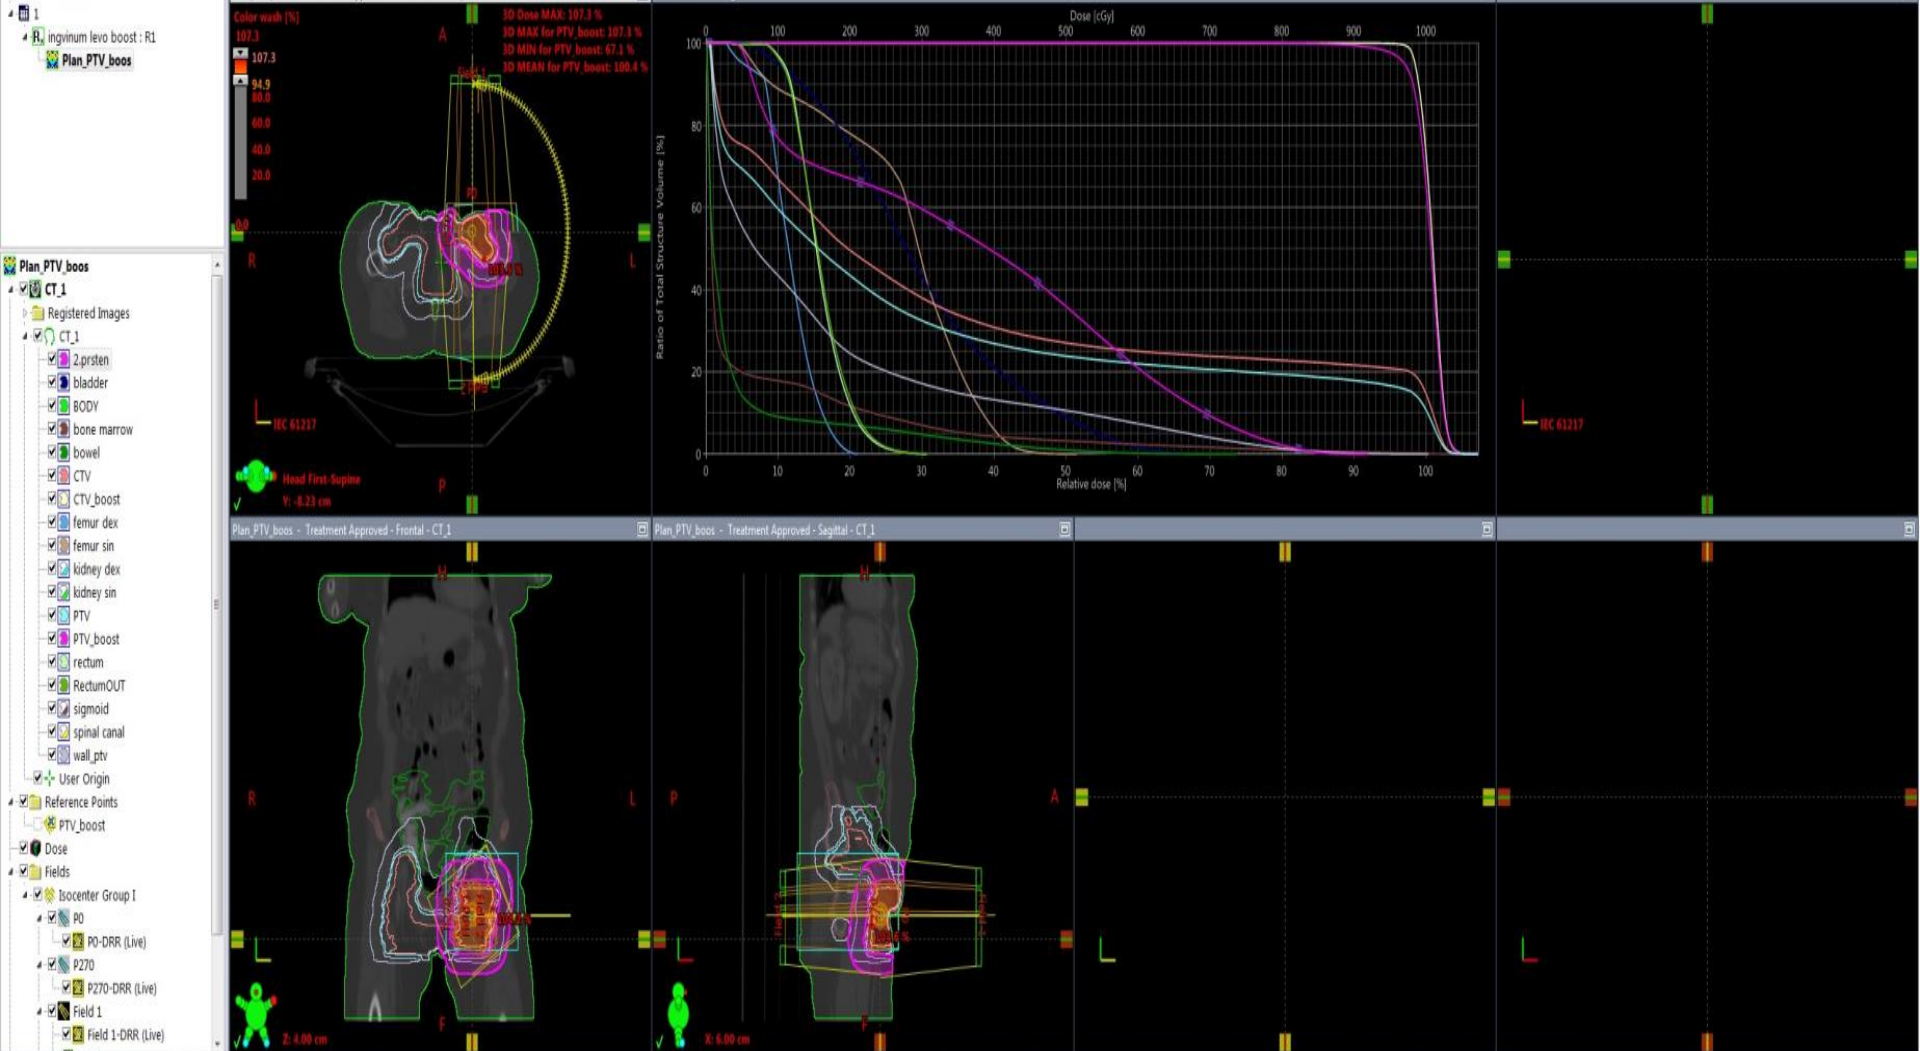 1
ingvinum levo boost : R1
Plan_PTV_boos
Plan_PTV_boos
CT_1
Registered Images
CT_1
2.prsten
bladder
BODY
bone marrow
bowel
CTV
CTV_boost
femur dex
femur sin
kidney dex
kidney sin
PTV
PTV_boost
rectum
RectumOUT
sigmoid
spinal canal
wall_ptv
User Origin
Reference Points
PTV_boost
Dose
Fields
Isocenter Group I
P0
P0-DRR (Live)
P270
P270-DRR (Live)
Field 1
Field 1-DRR (Live)
Color wash [%]
107.3
107.3
94.9
80.0
60.0
40.0
20.0
0.0
3D Dose MAX: 107.3 %
3D MAX for PTV_boost: 107.3 %
3D MIN for PTV_boost: 67.1 %
3D MEAN for PTV_boost: 100.4 %
A
Field 1
P0
R
L
P
IEC 61217
Head First-Supine
Y: -8.23 cm
Dose [cGy]
100 200 300 400 500 600 700 800 900 1000
100
80
60
40
20
0
Ratio of Total Structure Volume [%]
0 10 20 30 40 50 60 70 80 90 100
Relative dose [%]
IEC 61217
Plan_PTV_boos - Treatment Approved - Frontal - CT_1
H
R
L
F
Z: 4.00 cm
Plan_PTV_boos - Treatment Approved - Sagittal - CT_1
H
P
A
F
X: 6.00 cm